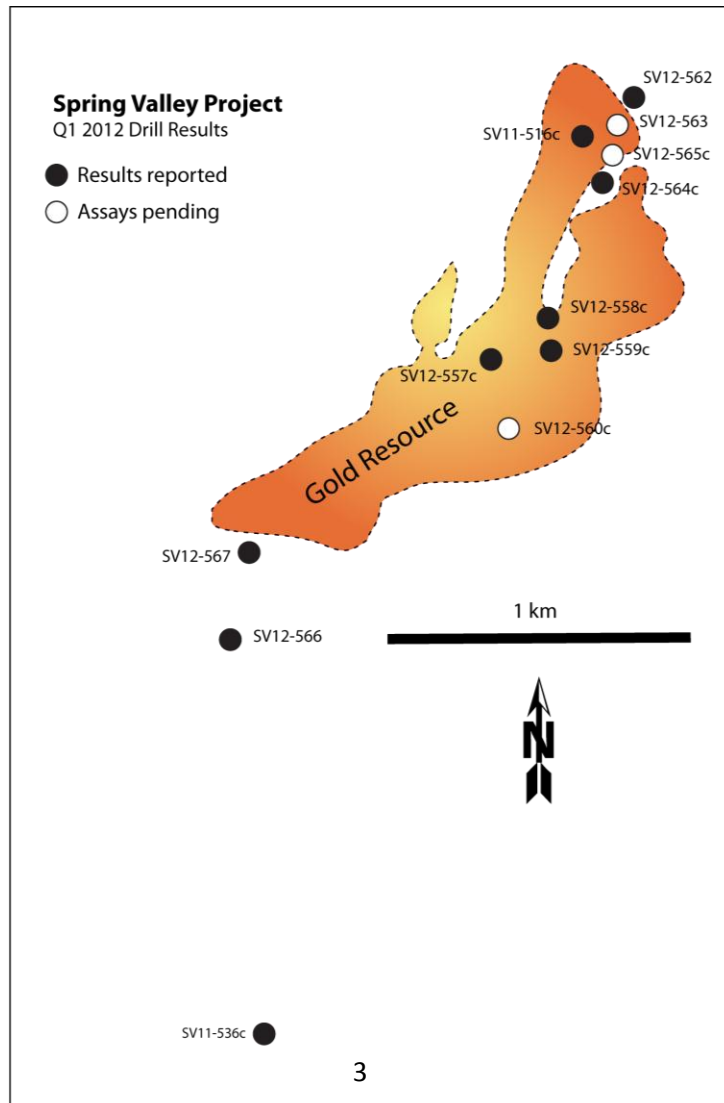 Spring Valley Project
Q1 2012 Drill Results
Results reported
Assays pending
SV12-562
SV12-563
SV11-516c
SV12-565c
SV12-564c
SV12-558c
SV12-559c
SV12-557c
Gold Resource
SV12-560c
SV12-567
1 km
SV12-566
N
SV11-536c
3